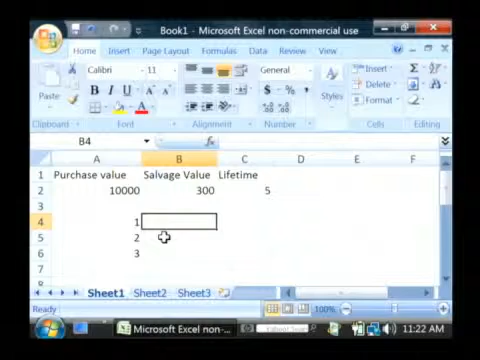 Book1 - Microsoft Excel non-commercial use
Home Insert Page Layout Formulas Data Review View
Calibri 11 General Insert
Paste B I U $ % , Styles Delete
Format
Clipboard Font Alignment Number Cells Editing
B4 fx
A B C D E F
1 Purchase value Salvage Value Lifetime
2 10000 300 5
3
4 1
5 2
6 3
7
8
Sheet1 Sheet2 Sheet3
Ready 100%
Microsoft Excel non-... 11:22 AM